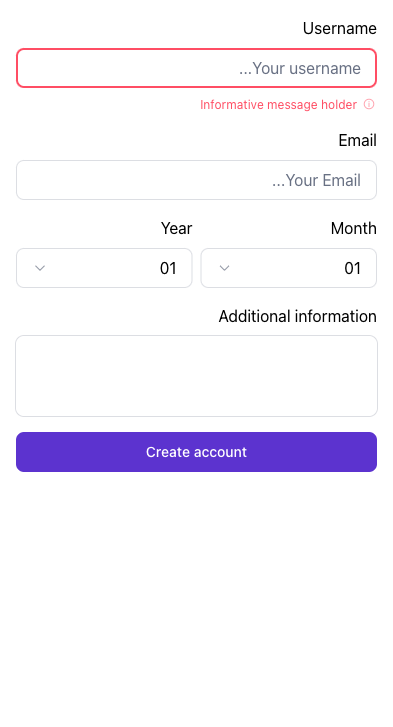 Username
...Your username
Informative message holder
Email
...Your Email
Year Month
01 01
Additional information
Create account